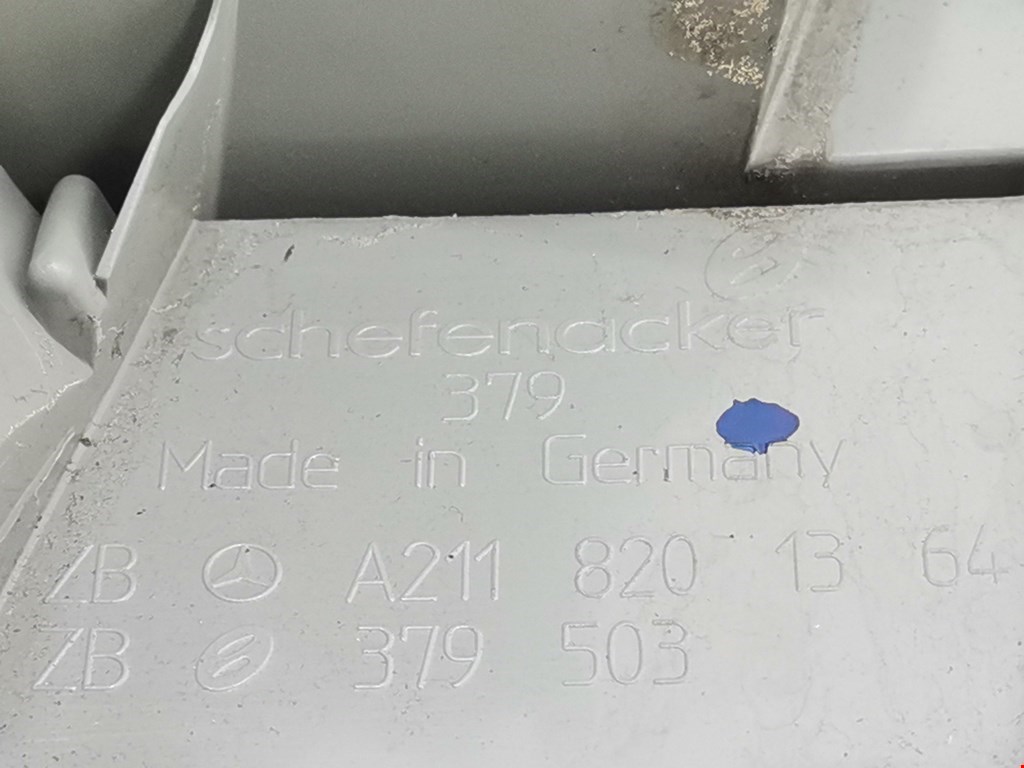 schefenacker
379
Made in Germany
ZB A211 820 13 64
ZB 379 503